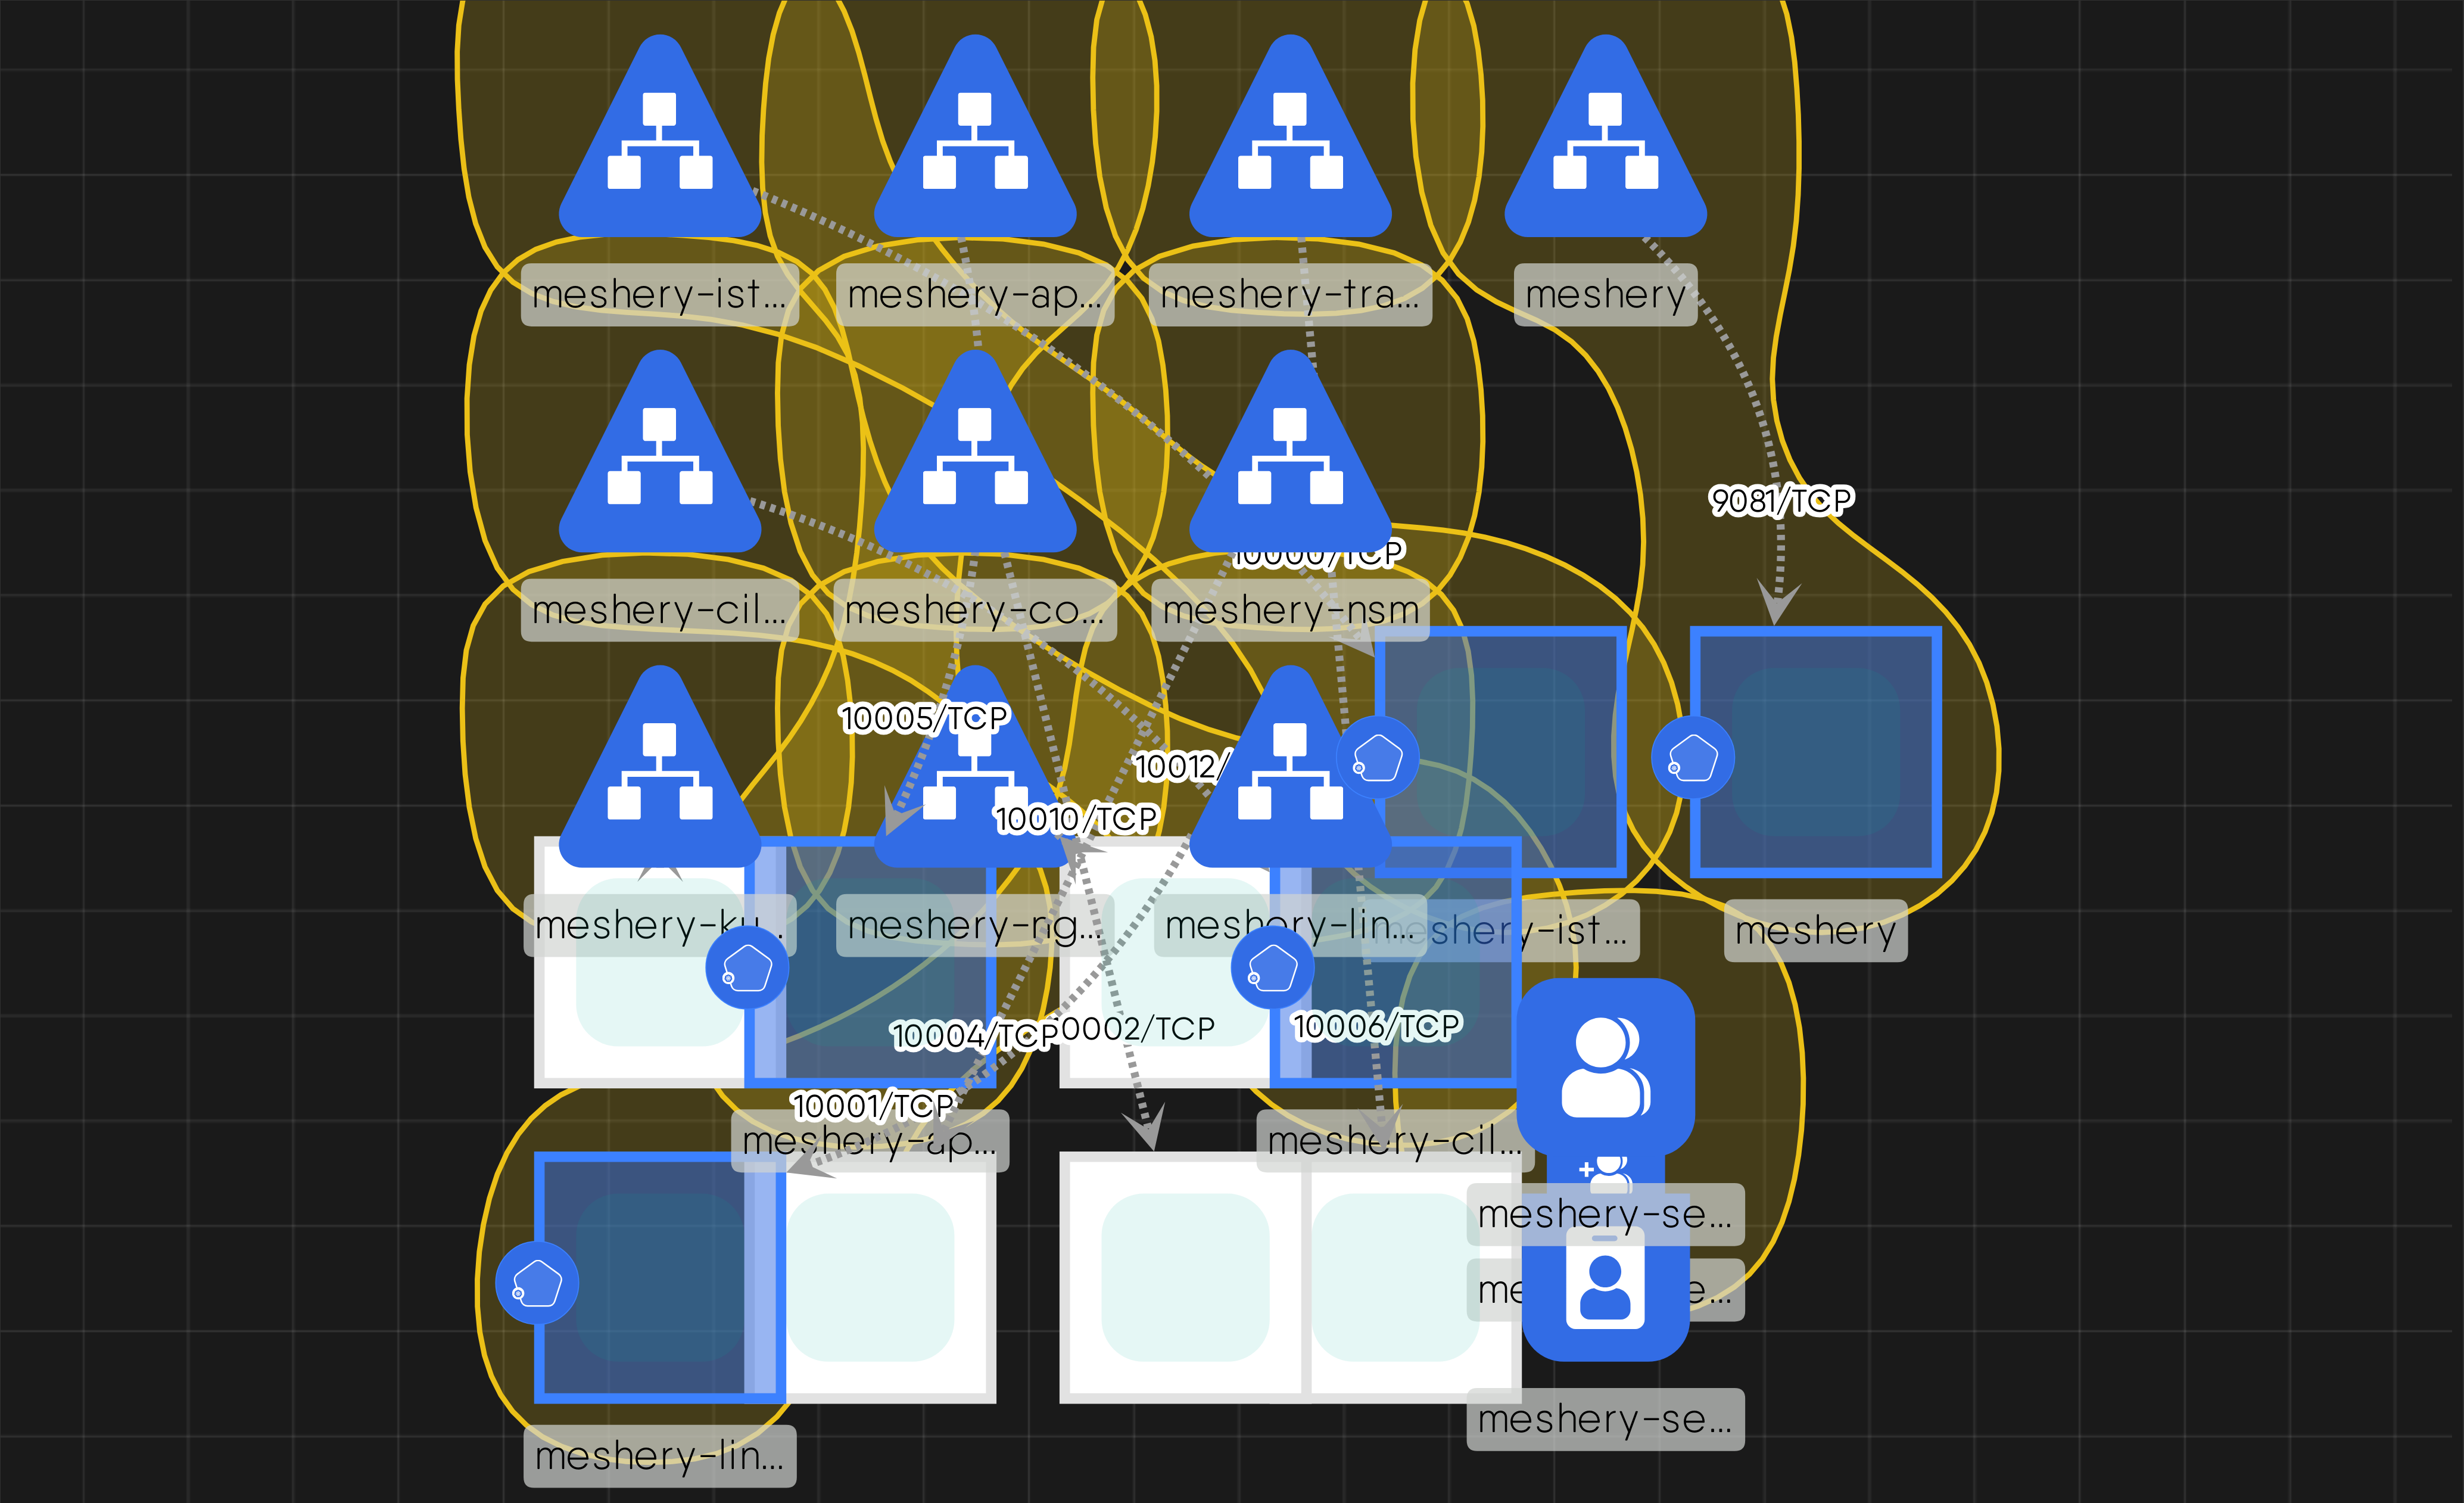 meshery-ist...
meshery-ap...
meshery-tra...
meshery
9081/TCP
10000/TCP
meshery-cil...
meshery-co...
meshery-nsm
10005/TCP
10012/
10010/TCP
meshery-ku...
meshery-ng...
meshery-lin...
meshery-ist...
meshery
10004/TCP
0002/TCP
10006/TCP
10001/TCP
meshery-ap...
meshery-cil...
meshery-se...
meshery-se...
meshery-lin...